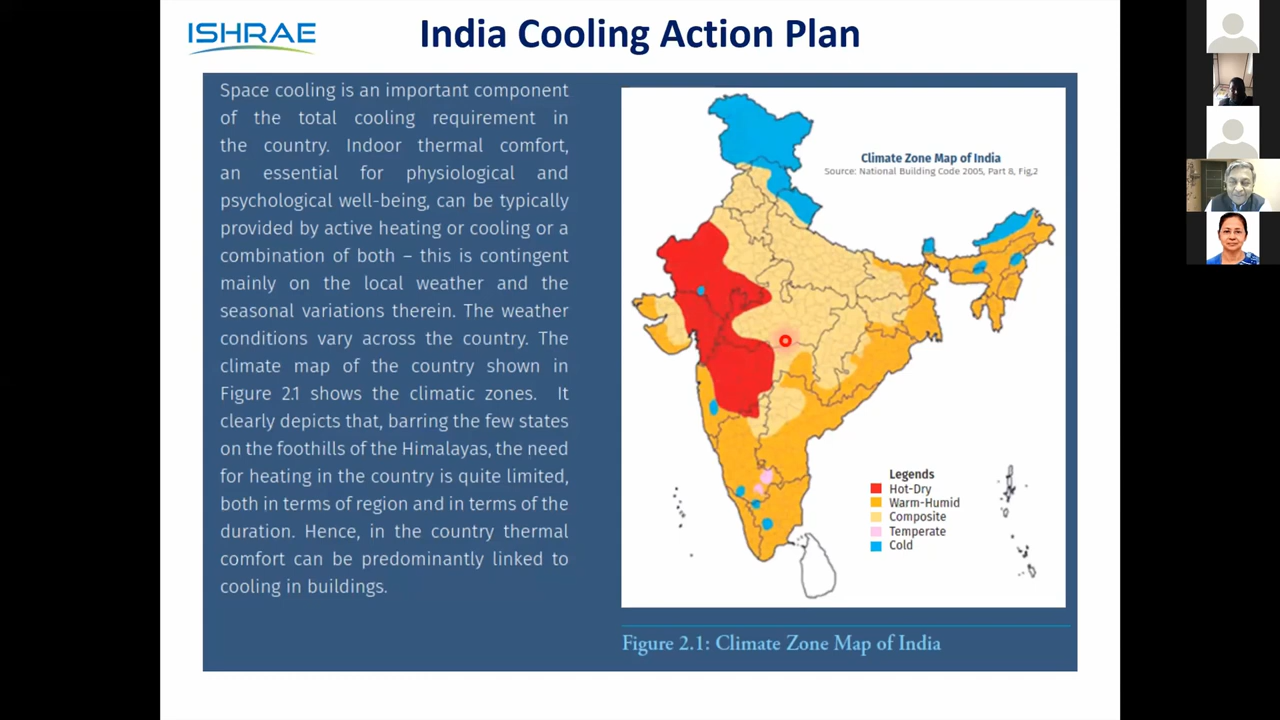 ISHRAE
India Cooling Action Plan
Space cooling is an important component
of the total cooling requirement in
the country. Indoor thermal comfort,
an essential for physiological and
psychological well-being, can be typically
provided by active heating or cooling or a
combination of both – this is contingent
mainly on the local weather and the
seasonal variations therein. The weather
conditions vary across the country. The
climate map of the country shown in
Figure 2.1 shows the climatic zones. It
clearly depicts that, barring the few states
on the foothills of the Himalayas, the need
for heating in the country is quite limited,
both in terms of region and in terms of the
duration. Hence, in the country thermal
comfort can be predominantly linked to
cooling in buildings.
Climate Zone Map of India
Source: National Building Code 2005, Part 8, Fig,2
Legends
Hot-Dry
Warm-Humid
Composite
Temperate
Cold
Figure 2.1: Climate Zone Map of India